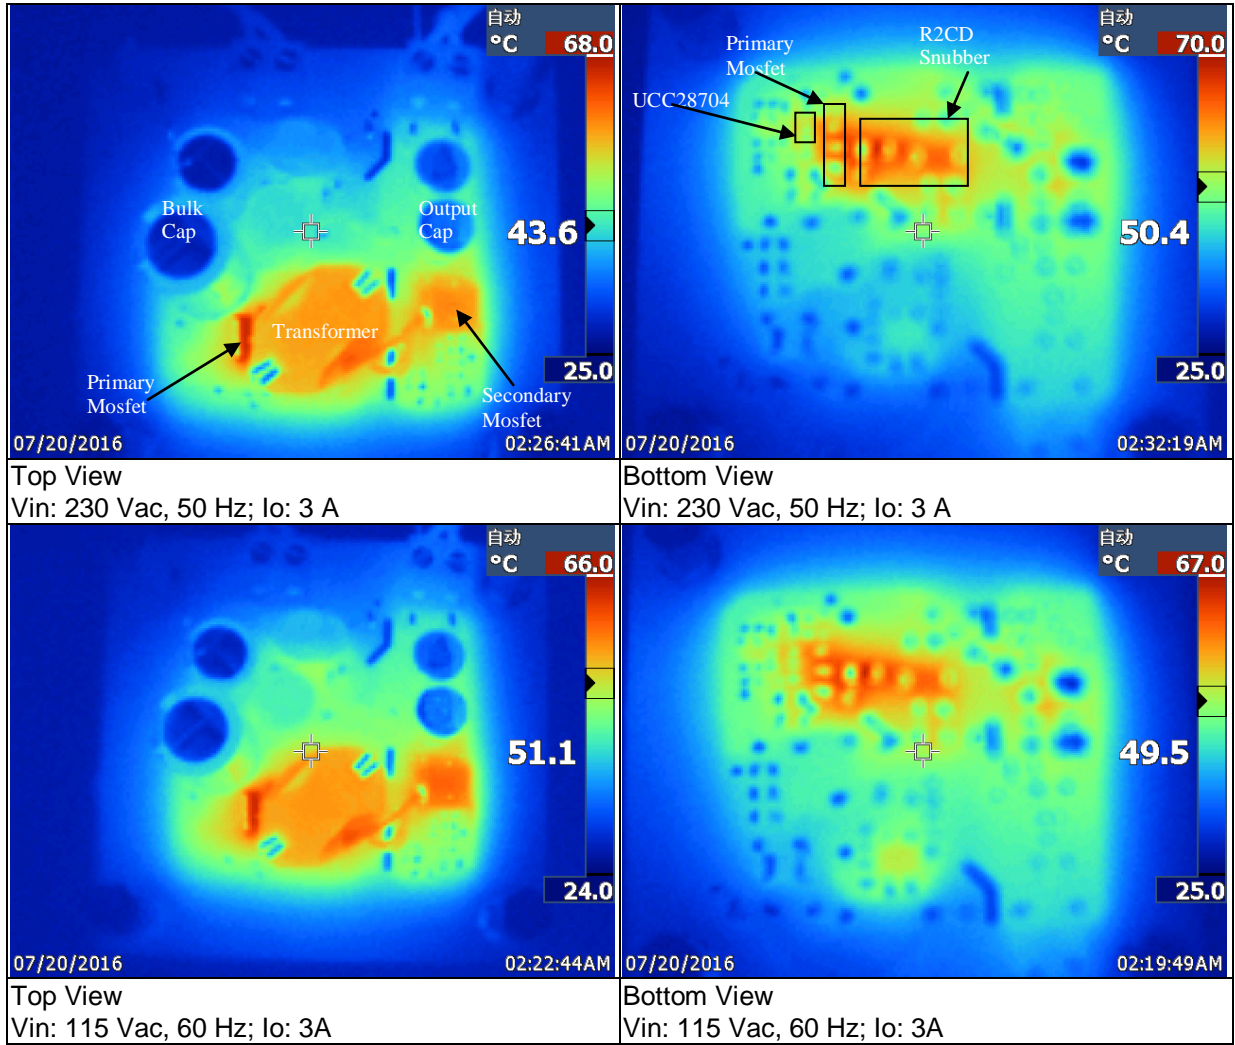 自动
°C 68.0
Bulk
Cap
Output
Cap
43.6
Transformer
Primary
Mosfet
Secondary
Mosfet
25.0
07/20/2016 02:26:41AM
自动
°C 70.0
Primary
Mosfet
R2CD
Snubber
UCC28704
50.4
25.0
07/20/2016 02:32:19AM
Top View
Vin: 230 Vac, 50 Hz; Io: 3 A
Bottom View
Vin: 230 Vac, 50 Hz; Io: 3 A
自动
°C 66.0
51.1
24.0
07/20/2016 02:22:44AM
自动
°C 67.0
49.5
25.0
07/20/2016 02:19:49AM
Top View
Vin: 115 Vac, 60 Hz; Io: 3A
Bottom View
Vin: 115 Vac, 60 Hz; Io: 3A